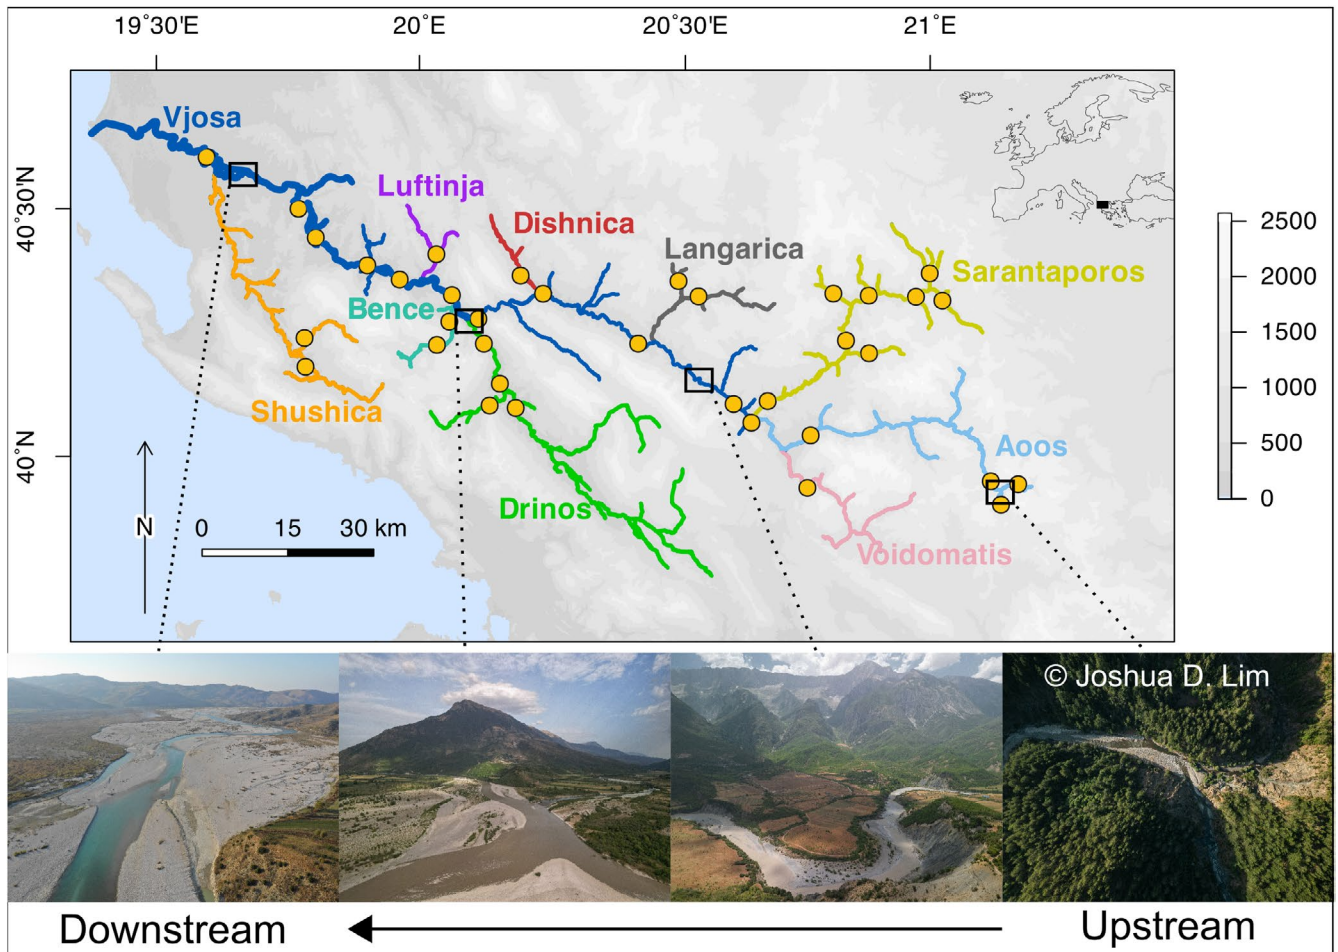 19°30'E
20°E
20°30'E
21°E
Vjosa
40°30'N
Luftinja
Dishnica
Langarica
Sarantaporos
Bence
Shushica
40°N
Aoos
Drinos
Voidomatis
N
0 15 30 km
2500
2000
1500
1000
500
0
© Joshua D. Lim
Downstream
Upstream